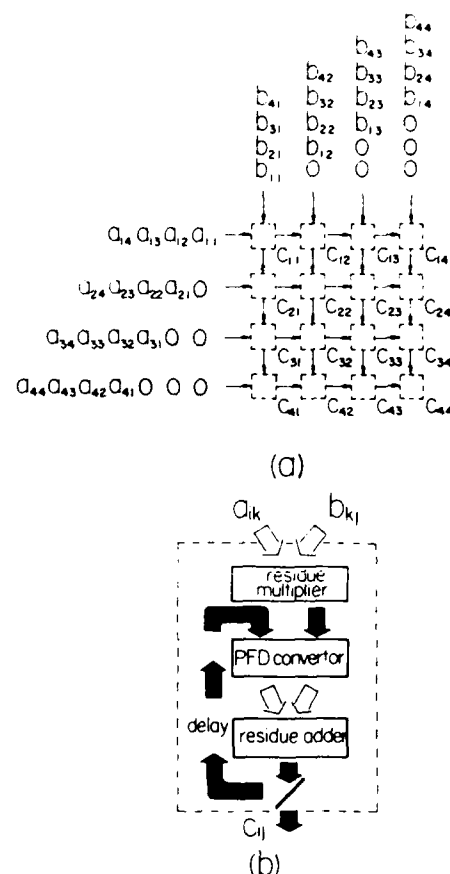 b44
b43 c34
b42 b33 b24
b41 b32 b23 b14
b31 b22 b13 0
b21 b12 0 0
b11 0 0 0
a14 a13 a12 a11
c11 c12 c13 c14
a24 a23 a22 a21 0
c21 c22 c23 c24
a34 a33 a32 a31 0 0
c31 c32 c33 c34
a44 a43 a42 a41 0 0 0
c41 c42 c43 c44
(a)
aik bkj
residue
multiplier
PFD convertor
delay
residue adder
cij
(b)